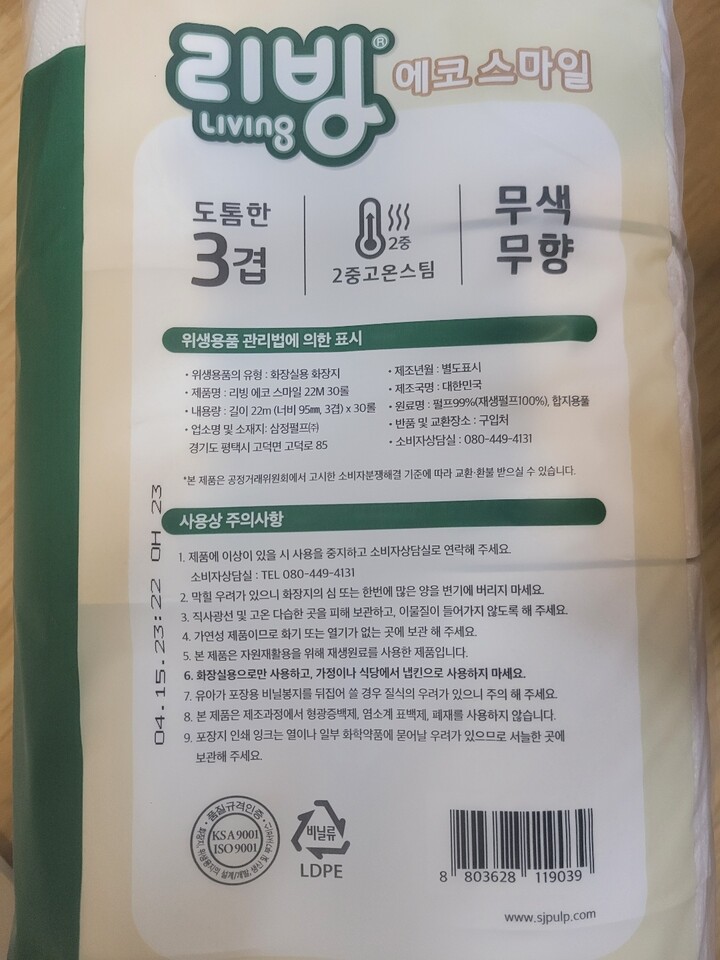 리빙®
Living
에코 스마일
도톰한
3겹
2중
2중고온스팀
무색
무향
위생용품 관리법에 의한 표시
• 위생용품의 유형 : 화장실용 화장지
• 제품명 : 리빙 에코 스마일 22M 30롤
• 내용량 : 길이 22m (너비 95㎜, 3겹) x 30롤
• 업소명 및 소재지: 삼정펄프㈜
경기도 평택시 고덕면 고덕로 85
• 제조년월 : 별도표시
• 제조국명 : 대한민국
• 원료명 : 펄프99%(재생펄프100%), 합지용풀
• 반품 및 교환장소 : 구입처
• 소비자상담실 : 080-449-4131
*본 제품은 공정거래위원회에서 고시한 소비자분쟁해결 기준에 따라 교환·환불 받으실 수 있습니다.
사용상 주의사항
1. 제품에 이상이 있을 시 사용을 중지하고 소비자상담실로 연락해 주세요.
소비자상담실 : TEL 080-449-4131
2. 막힐 우려가 있으니 화장지의 심 또는 한번에 많은 양을 변기에 버리지 마세요.
3. 직사광선 및 고온 다습한 곳을 피해 보관하고, 이물질이 들어가지 않도록 해 주세요.
4. 가연성 제품이므로 화기 또는 열기가 없는 곳에 보관 해 주세요.
5. 본 제품은 자원재활용을 위해 재생원료를 사용한 제품입니다.
6. 화장실용으로만 사용하고, 가정이나 식당에서 냅킨으로 사용하지 마세요.
7. 유아가 포장용 비닐봉지를 뒤집어 쓸 경우 질식의 우려가 있으니 주의 해 주세요.
8. 본 제품은 제조과정에서 형광증백제, 염소계 표백제, 폐재를 사용하지 않습니다.
9. 포장지 인쇄 잉크는 열이나 일부 화학약품에 묻어날 우려가 있으므로 서늘한 곳에
보관해 주세요.
04.15.23:22 0H 23
• 품질규격인증 •
KS A 9001
ISO 9001
비닐류
LDPE
8 803628 119039
www.sjpulp.com